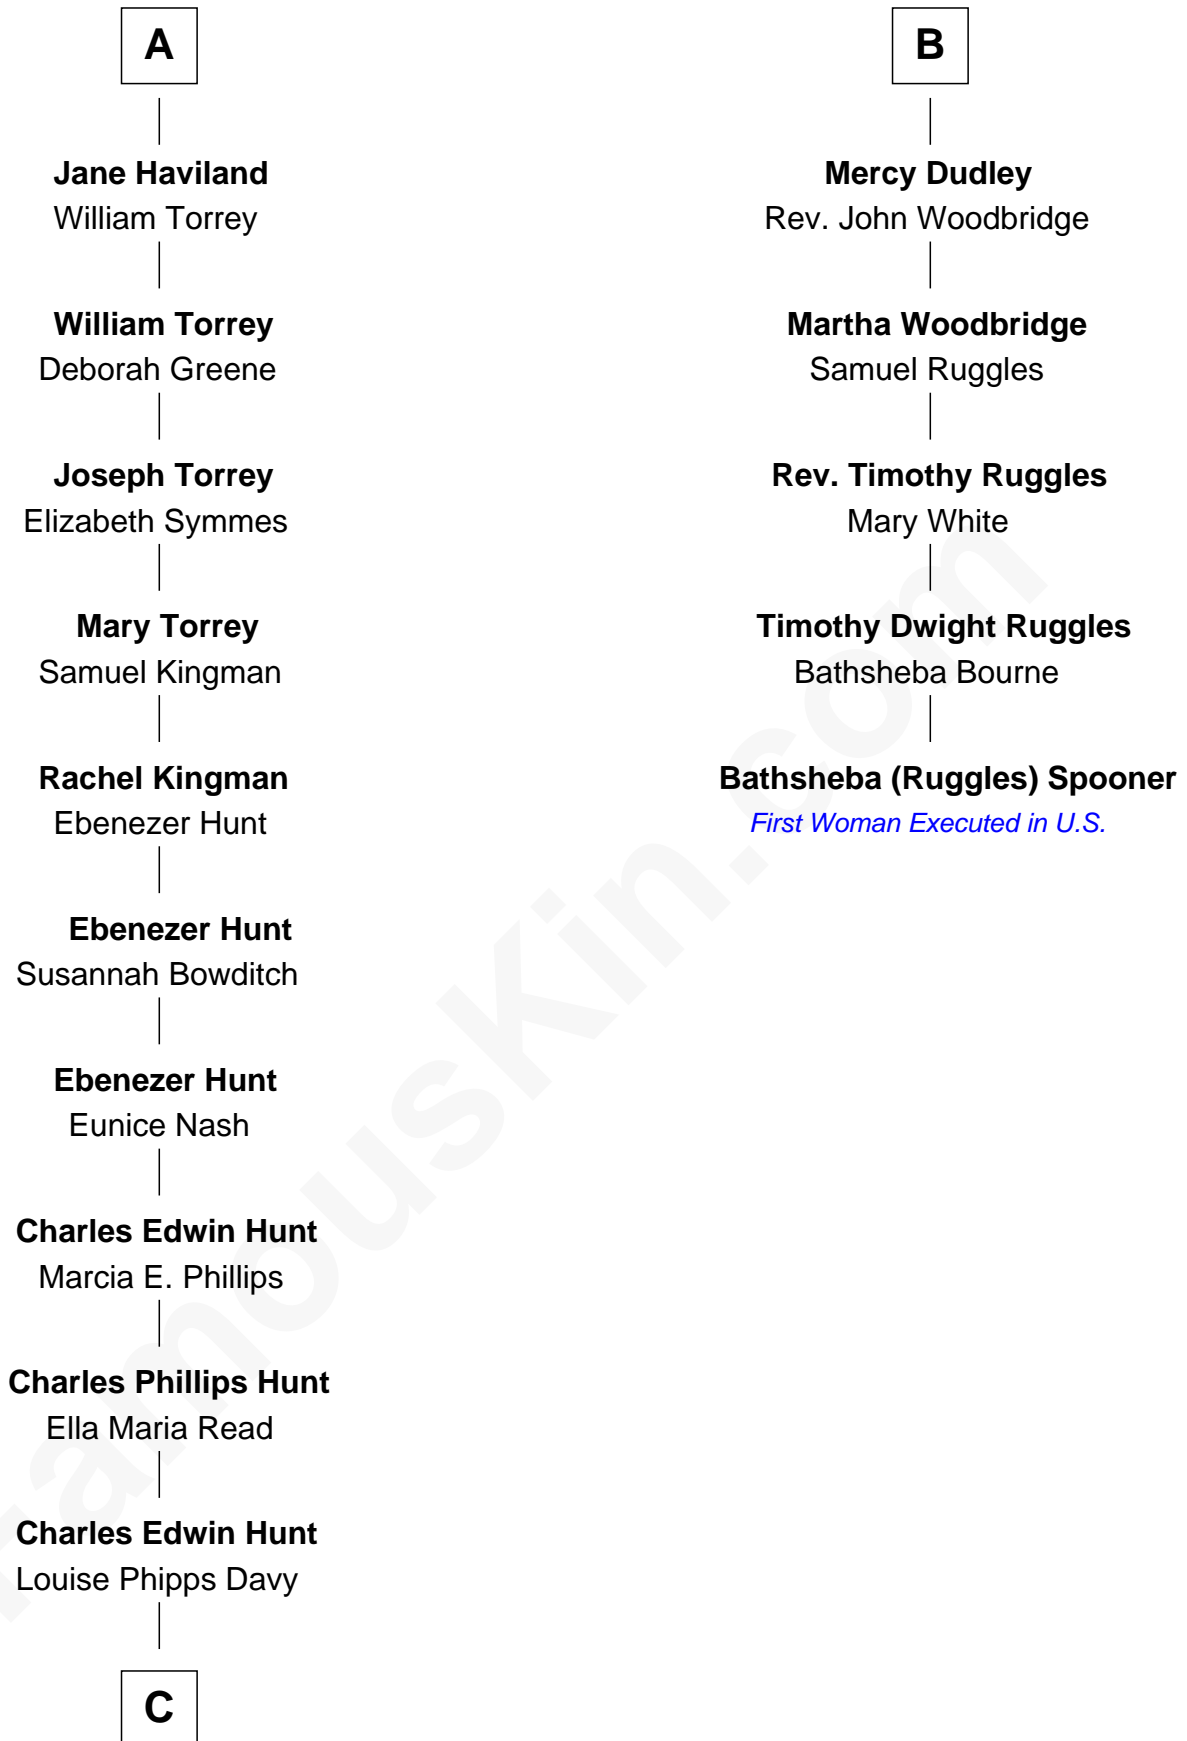 A
Jane Haviland
William Torrey
William Torrey
Deborah Greene
Joseph Torrey
Elizabeth Symmes
Mary Torrey
Samuel Kingman
Rachel Kingman
Ebenezer Hunt
Ebenezer Hunt
Susannah Bowditch
Ebenezer Hunt
Eunice Nash
Charles Edwin Hunt
Marcia E. Phillips
Charles Phillips Hunt
Ella Maria Read
Charles Edwin Hunt
Louise Phipps Davy
C
B
Mercy Dudley
Rev. John Woodbridge
Martha Woodbridge
Samuel Ruggles
Rev. Timothy Ruggles
Mary White
Timothy Dwight Ruggles
Bathsheba Bourne
Bathsheba (Ruggles) Spooner
First Woman Executed in U.S.
FamousKin.com